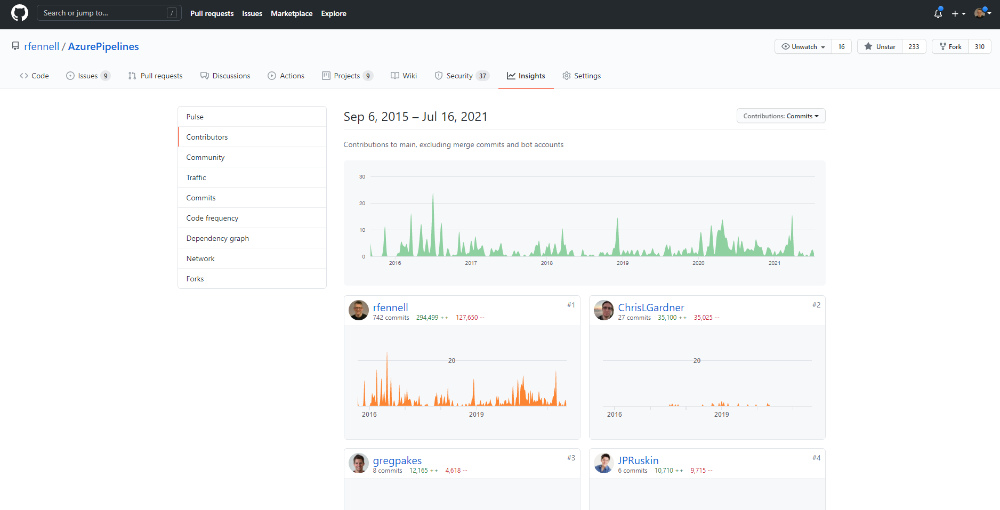 Search or jump to... / Pull requests Issues Marketplace Explore
rfennell / AzurePipelines Unwatch 16 Unstar 233 Fork 310
Code Issues 9 Pull requests Discussions Actions Projects 9 Wiki Security 37 Insights Settings
Pulse
Contributors
Community
Traffic
Commits
Code frequency
Dependency graph
Network
Forks
Sep 6, 2015 – Jul 16, 2021 Contributions: Commits
Contributions to main, excluding merge commits and bot accounts
30
20
10
0
2016 2017 2018 2019 2020 2021
rfennell #1
742 commits 294,499 ++ 127,650 --
20
2016 2019
ChrisLGardner #2
27 commits 35,100 ++ 35,025 --
20
2016 2019
gregpakes #3
8 commits 12,165 ++ 4,618 --
JPRuskin #4
6 commits 10,710 ++ 9,715 --